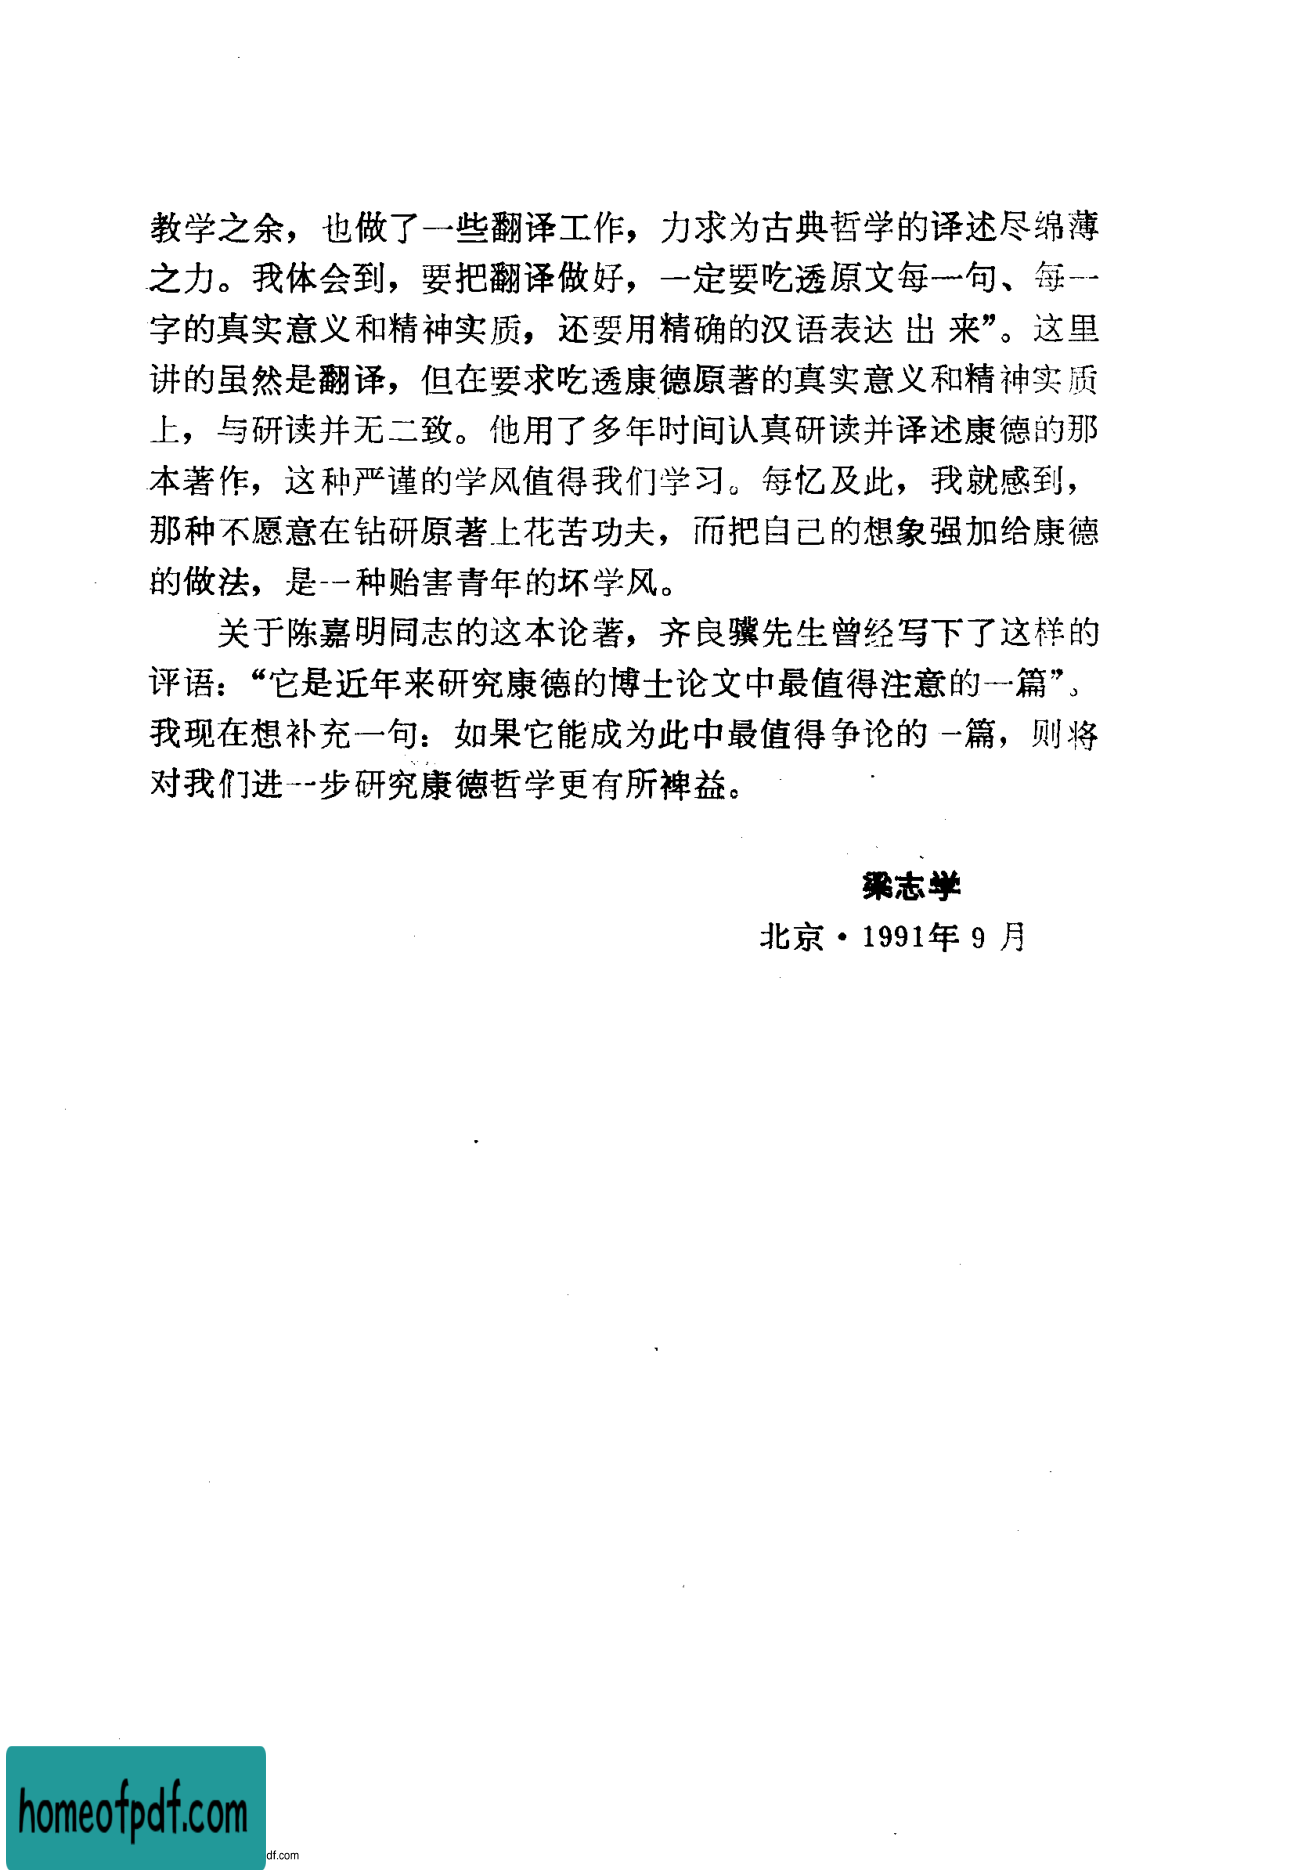 教学之余，也做了一些翻译工作，力求为古典哲学的译述尽绵薄
之力。我体会到，要把翻译做好，一定要吃透原文每一句、每一
字的真实意义和精神实质，还要用精确的汉语表达出来”。这里
讲的虽然是翻译，但在要求吃透康德原著的真实意义和精神实质
上，与研读并无二致。他用了多年时间认真研读并译述康德的那
本著作，这种严谨的学风值得我们学习。每忆及此，我就感到，
那种不愿意在钻研原著上花苦功夫，而把自己的想象强加给康德
的做法，是一种贻害青年的坏学风。
关于陈嘉明同志的这本论著，齐良骥先生曾经写下了这样的
评语：“它是近年来研究康德的博士论文中最值得注意的一篇”。
我现在想补充一句：如果它能成为此中最值得争论的一篇，则将
对我们进一步研究康德哲学更有所裨益。
梁志学
北京·1991年9月
homeofpdf.com
df.com